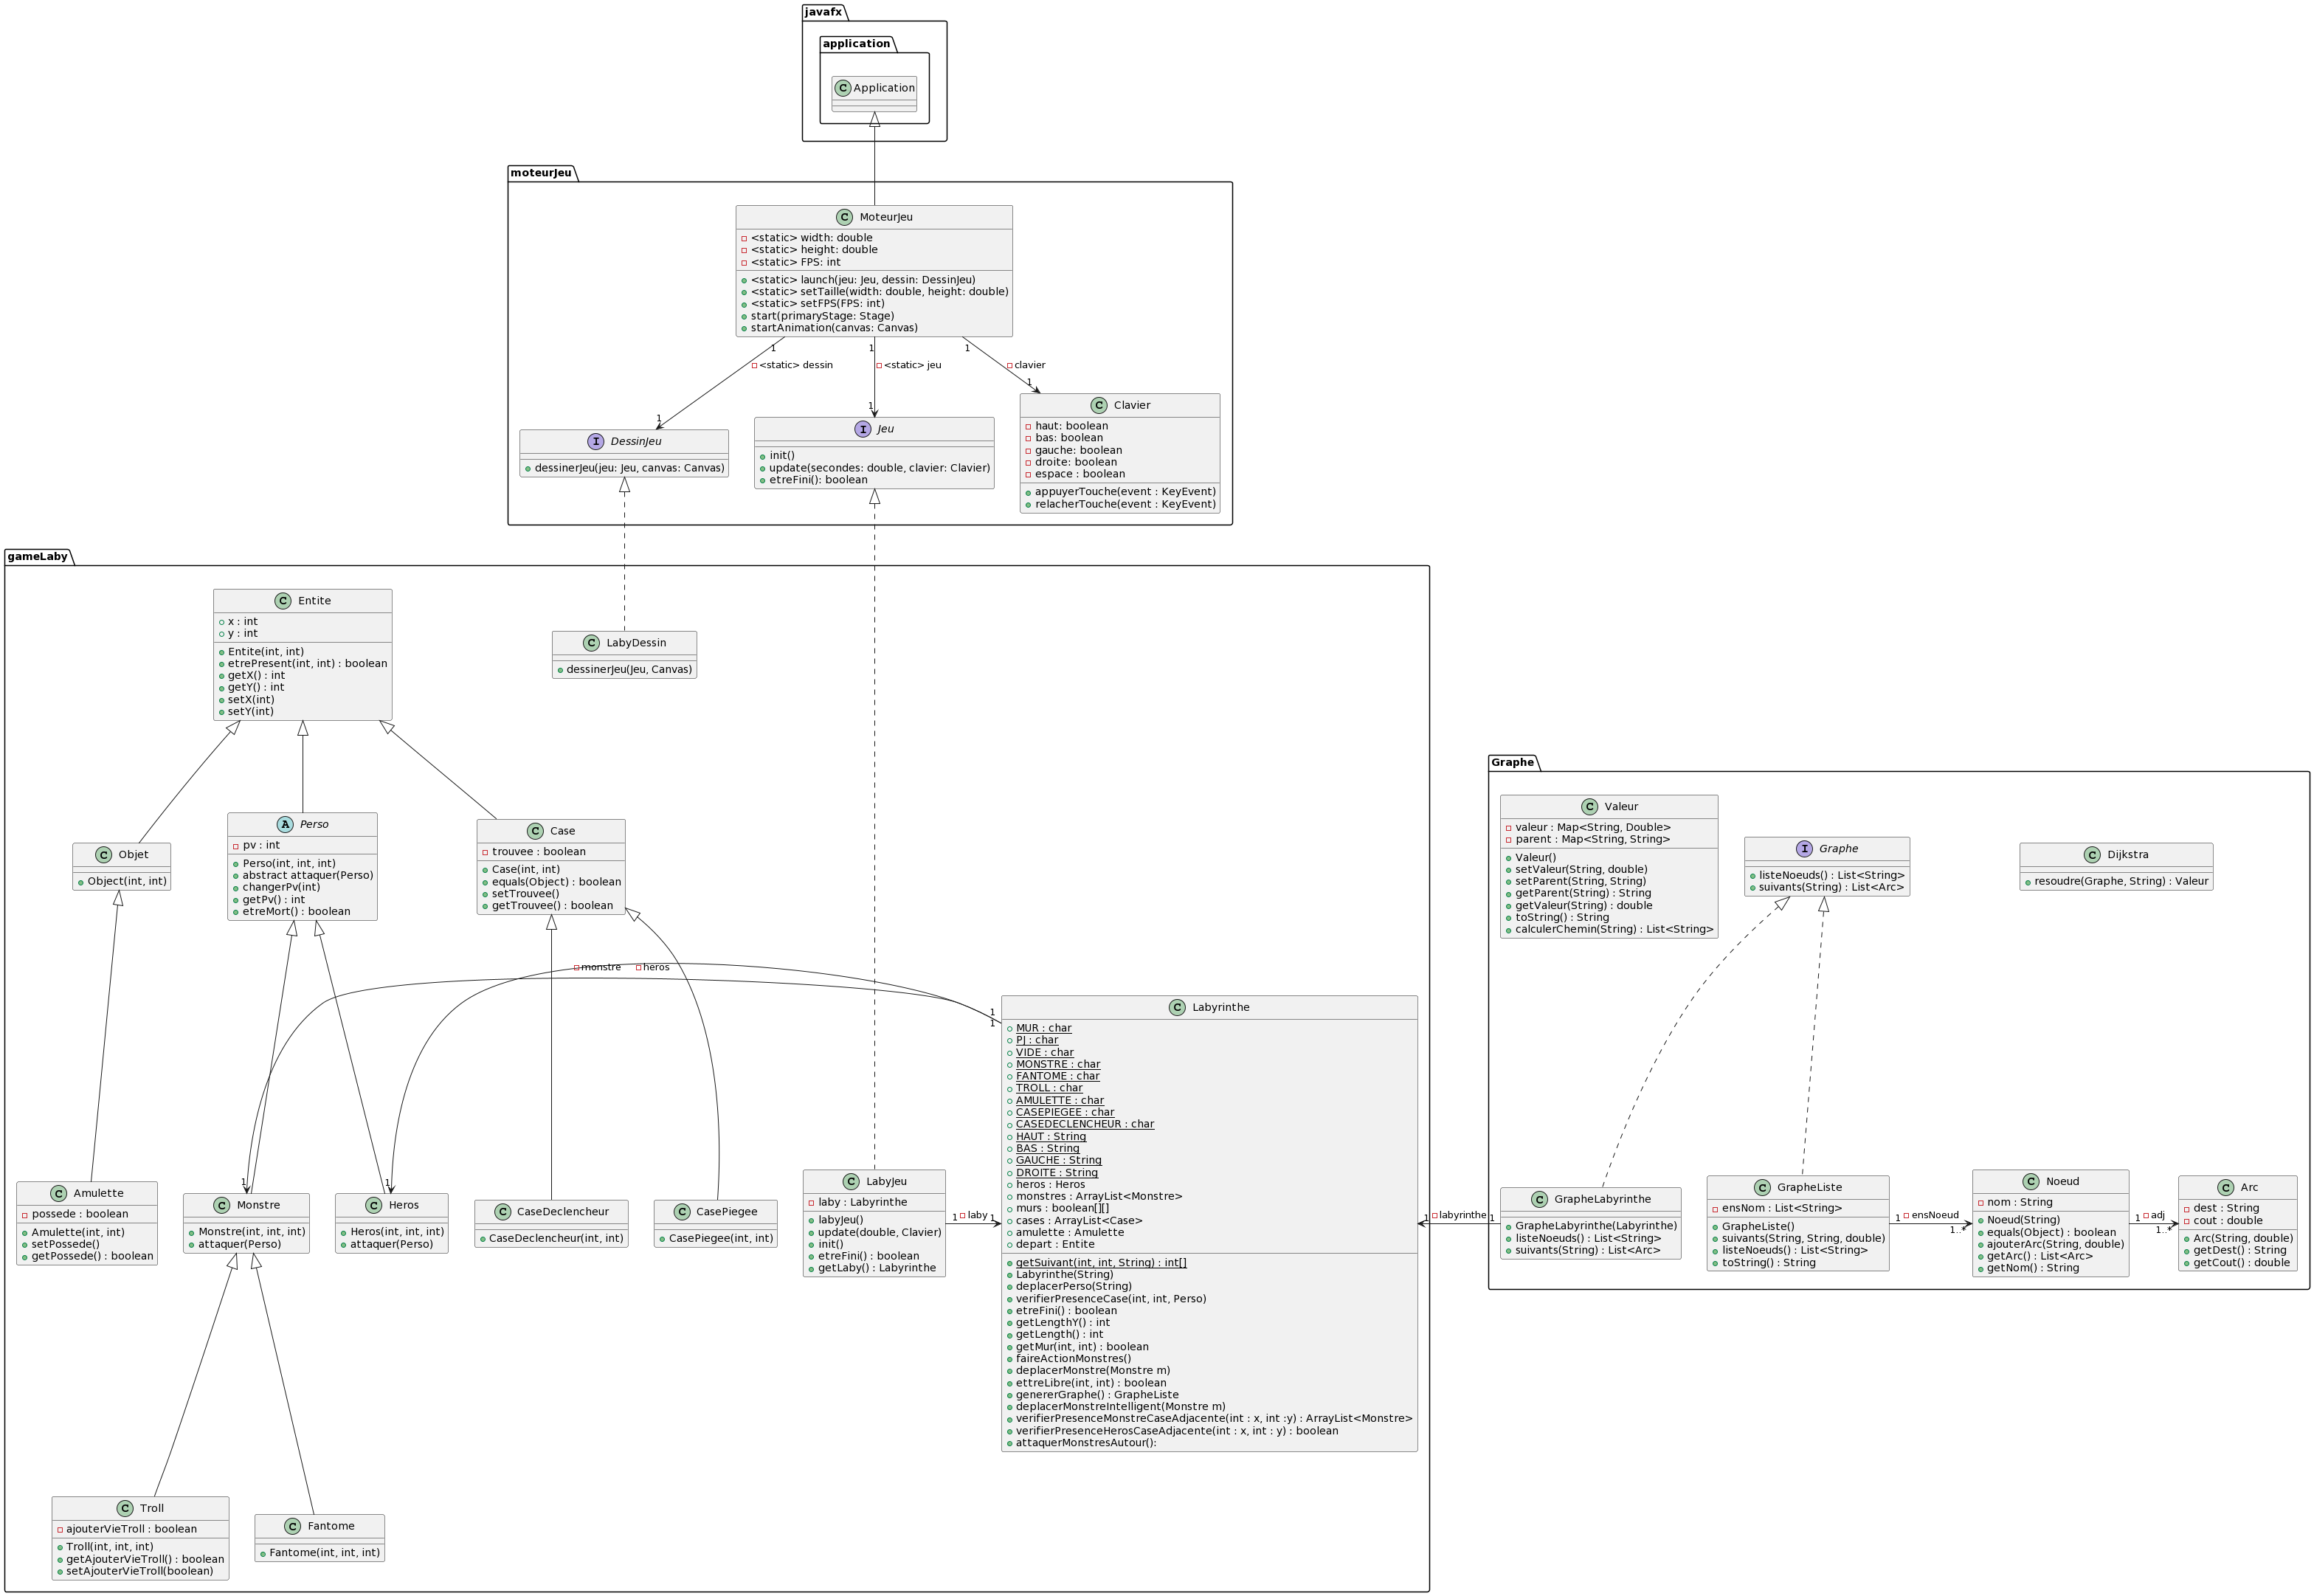 javafx
application
C Application
moteurJeu
C MoteurJeu
<static> width: double
<static> height: double
<static> FPS: int
<static> launch(jeu: Jeu, dessin: DessinJeu)
<static> setTaille(width: double, height: double)
<static> setFPS(FPS: int)
start(primaryStage: Stage)
startAnimation(canvas: Canvas)
1
1
1
<static> dessin
<static> jeu
clavier
1
1
1
I DessinJeu
dessinerJeu(jeu: Jeu, canvas: Canvas)
I Jeu
init()
update(secondes: double, clavier: Clavier)
etreFini(): boolean
C Clavier
haut: boolean
bas: boolean
gauche: boolean
droite: boolean
espace : boolean
appuyerTouche(event : KeyEvent)
relacherTouche(event : KeyEvent)
gameLaby
C Entite
x : int
y : int
Entite(int, int)
etrePresent(int, int) : boolean
getX() : int
getY() : int
setX(int)
setY(int)
C LabyDessin
dessinerJeu(Jeu, Canvas)
C Objet
Object(int, int)
A Perso
pv : int
Perso(int, int, int)
abstract attaquer(Perso)
changerPv(int)
getPv() : int
etreMort() : boolean
C Case
trouvee : boolean
Case(int, int)
equals(Object) : boolean
setTrouvee()
getTrouvee() : boolean
monstre
heros
1
1
1
1
C Amulette
possede : boolean
Amulette(int, int)
setPossede()
getPossede() : boolean
C Monstre
Monstre(int, int, int)
attaquer(Perso)
C Heros
Heros(int, int, int)
attaquer(Perso)
C CaseDeclencheur
CaseDeclencheur(int, int)
C CasePiegee
CasePiegee(int, int)
C LabyJeu
laby : Labyrinthe
labyJeu()
update(double, Clavier)
init()
etreFini() : boolean
getLaby() : Labyrinthe
1
laby
1
C Labyrinthe
MUR : char
PJ : char
VIDE : char
MONSTRE : char
FANTOME : char
TROLL : char
AMULETTE : char
CASEPIEGEE : char
CASEDECLENCHEUR : char
HAUT : String
BAS : String
GAUCHE : String
DROITE : String
heros : Heros
monstres : ArrayList<Monstre>
murs : boolean[][]
cases : ArrayList<Case>
amulette : Amulette
depart : Entite
getSuivant(int, int, String) : int[]
Labyrinthe(String)
deplacerPerso(String)
verifierPresenceCase(int, int, Perso)
etreFini() : boolean
getLengthY() : int
getLength() : int
getMur(int, int) : boolean
faireActionMonstres()
deplacerMonstre(Monstre m)
ettreLibre(int, int) : boolean
genererGraphe() : GrapheListe
deplacerMonstreIntelligent(Monstre m)
verifierPresenceMonstreCaseAdjacente(int : x, int :y) : ArrayList<Monstre>
verifierPresenceHerosCaseAdjacente(int : x, int : y) : boolean
attaquerMonstresAutour():
C Troll
ajouterVieTroll : boolean
Troll(int, int, int)
getAjouterVieTroll() : boolean
setAjouterVieTroll(boolean)
C Fantome
Fantome(int, int, int)
1
labyrinthe
1
Graphe
C Valeur
valeur : Map<String, Double>
parent : Map<String, String>
Valeur()
setValeur(String, double)
setParent(String, String)
getParent(String) : String
getValeur(String) : double
toString() : String
calculerChemin(String) : List<String>
I Graphe
listeNoeuds() : List<String>
suivants(String) : List<Arc>
C Dijkstra
resoudre(Graphe, String) : Valeur
C GrapheLabyrinthe
GrapheLabyrinthe(Labyrinthe)
listeNoeuds() : List<String>
suivants(String) : List<Arc>
C GrapheListe
ensNom : List<String>
GrapheListe()
suivants(String, String, double)
listeNoeuds() : List<String>
toString() : String
1
ensNoeud
1..*
C Noeud
nom : String
Noeud(String)
equals(Object) : boolean
ajouterArc(String, double)
getArc() : List<Arc>
getNom() : String
1
adj
1..*
C Arc
dest : String
cout : double
Arc(String, double)
getDest() : String
getCout() : double